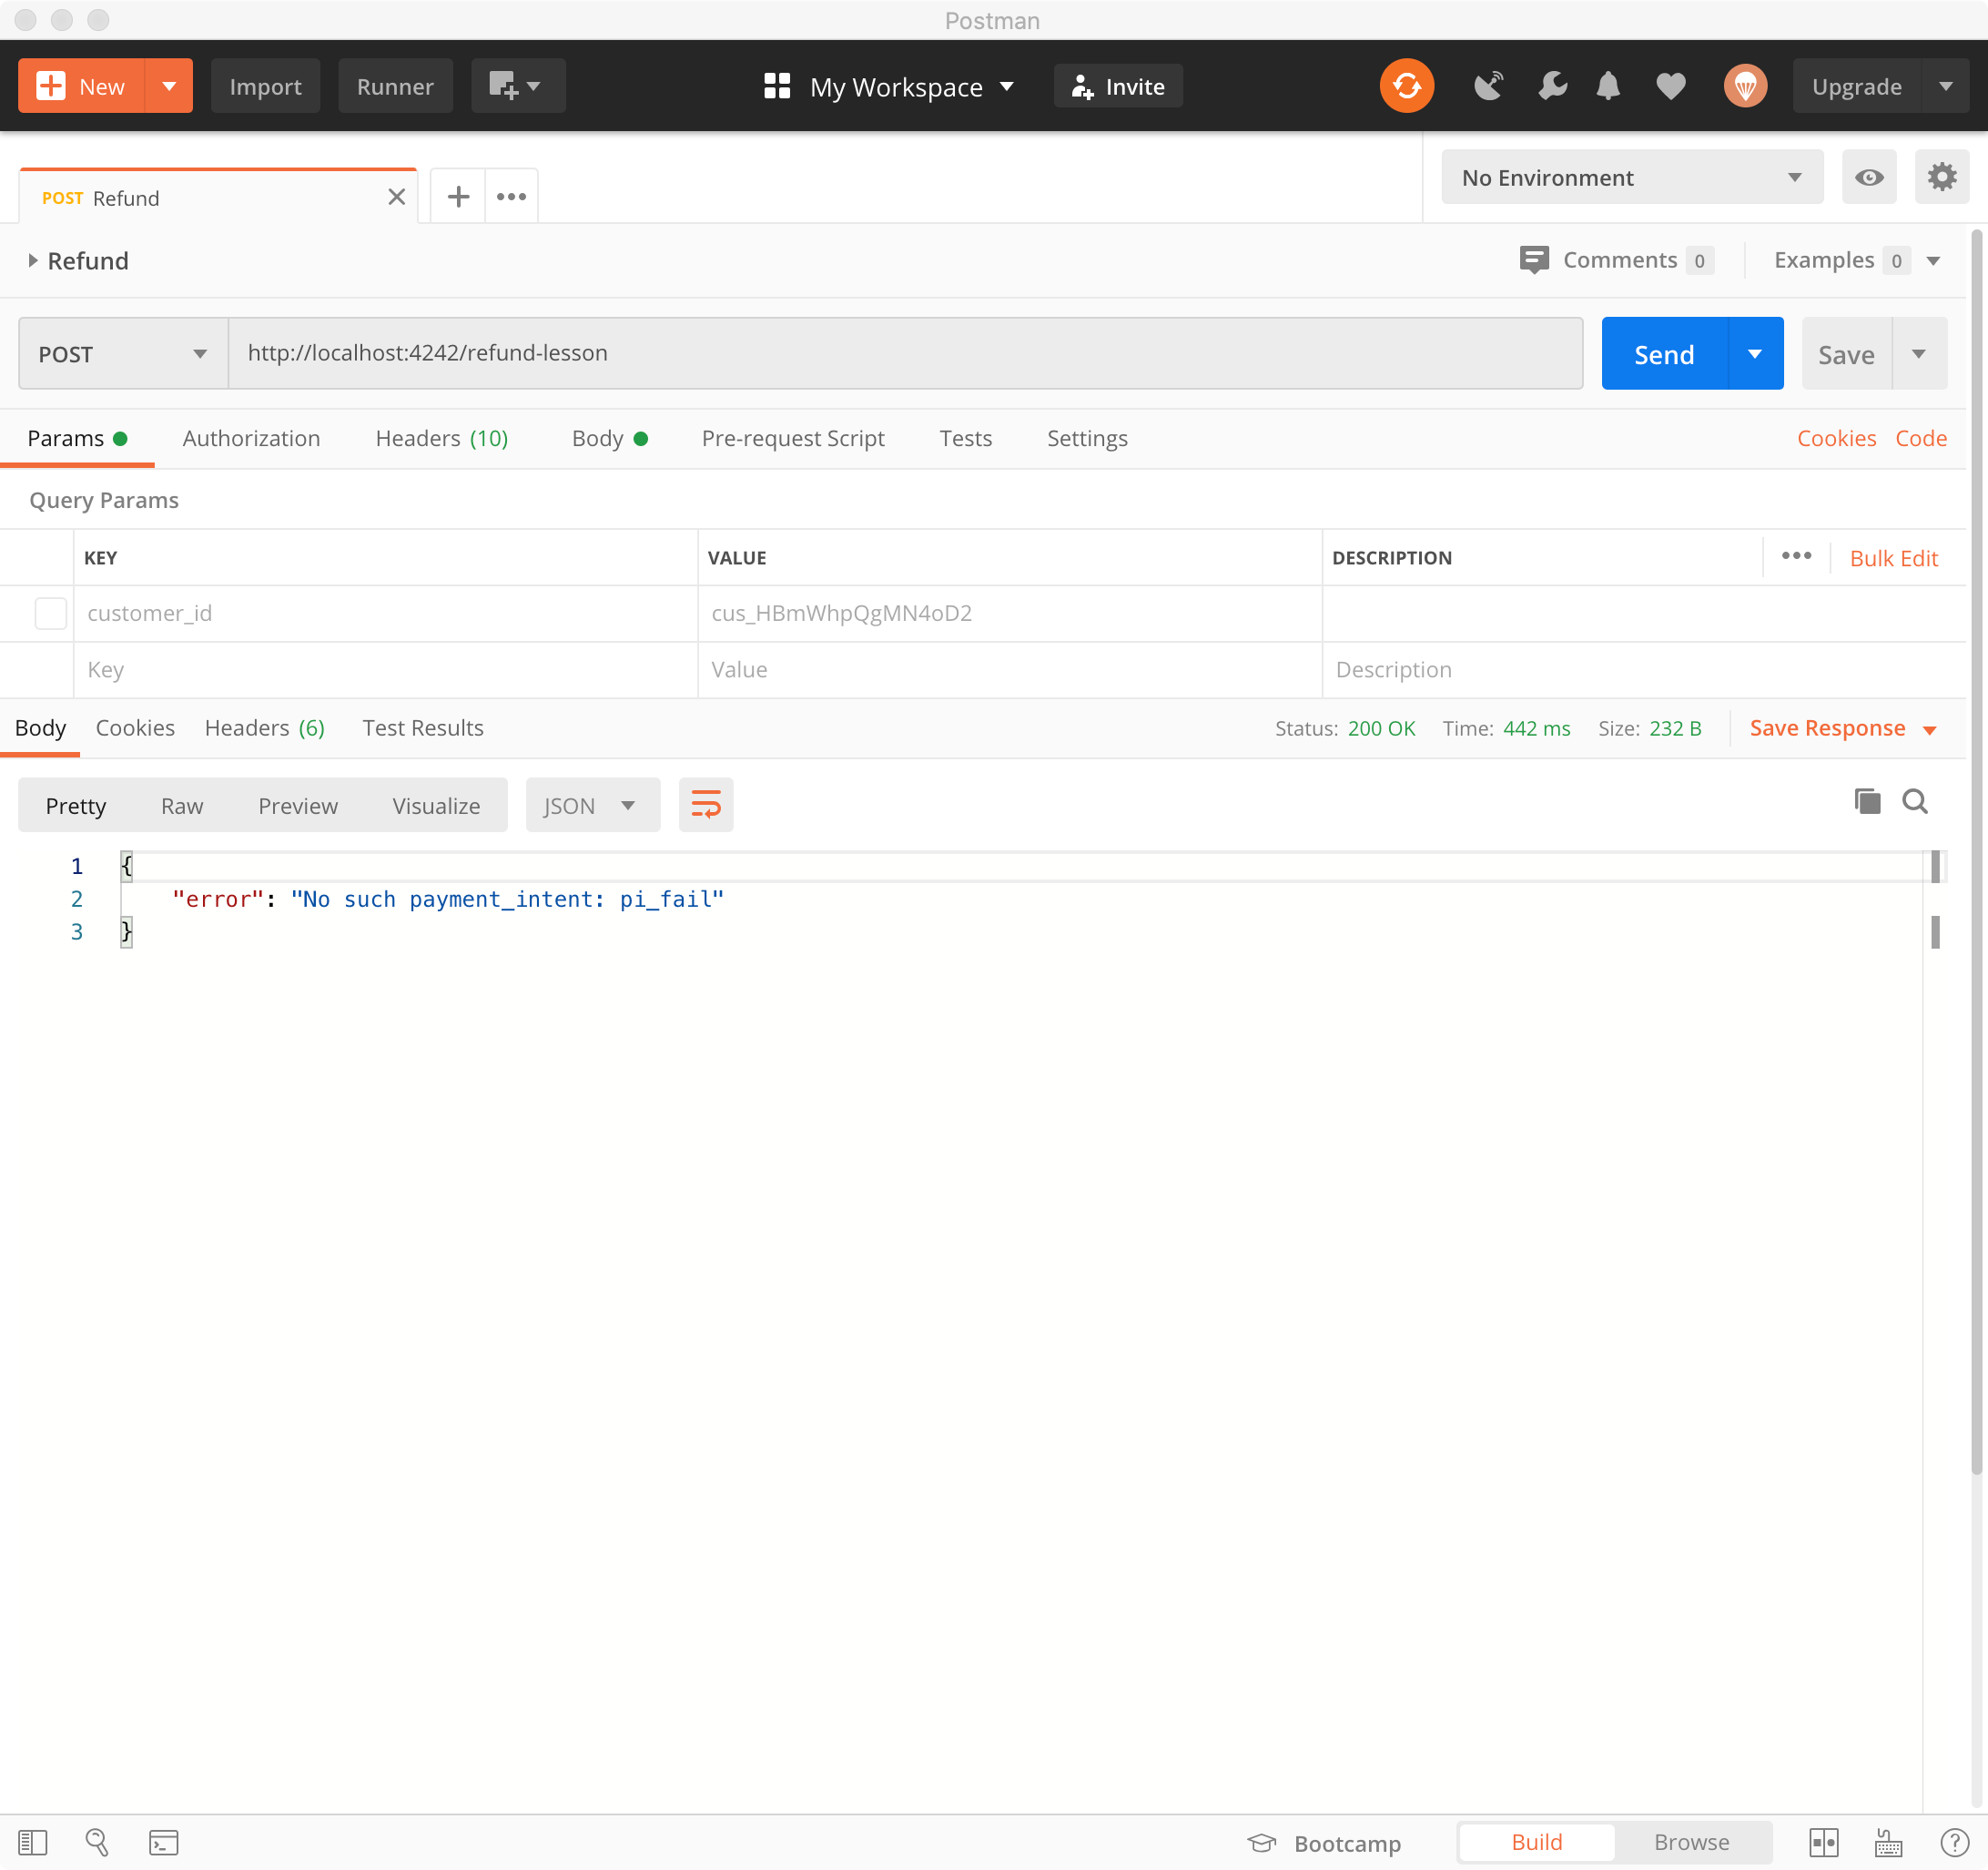 Postman
New
Import
Runner
My Workspace
Invite
Upgrade
POST Refund
No Environment
Refund
Comments 0
Examples 0
POST
http://localhost:4242/refund-lesson
Send
Save
Params
Authorization
Headers (10)
Body
Pre-request Script
Tests
Settings
Cookies
Code
Query Params
KEY
VALUE
DESCRIPTION
Bulk Edit
customer_id
cus_HBmWhpQgMN4oD2
Key
Value
Description
Body
Cookies
Headers (6)
Test Results
Status: 200 OK
Time: 442 ms
Size: 232 B
Save Response
Pretty
Raw
Preview
Visualize
JSON
1 {
2 "error": "No such payment_intent: pi_fail"
3 }
Bootcamp
Build
Browse